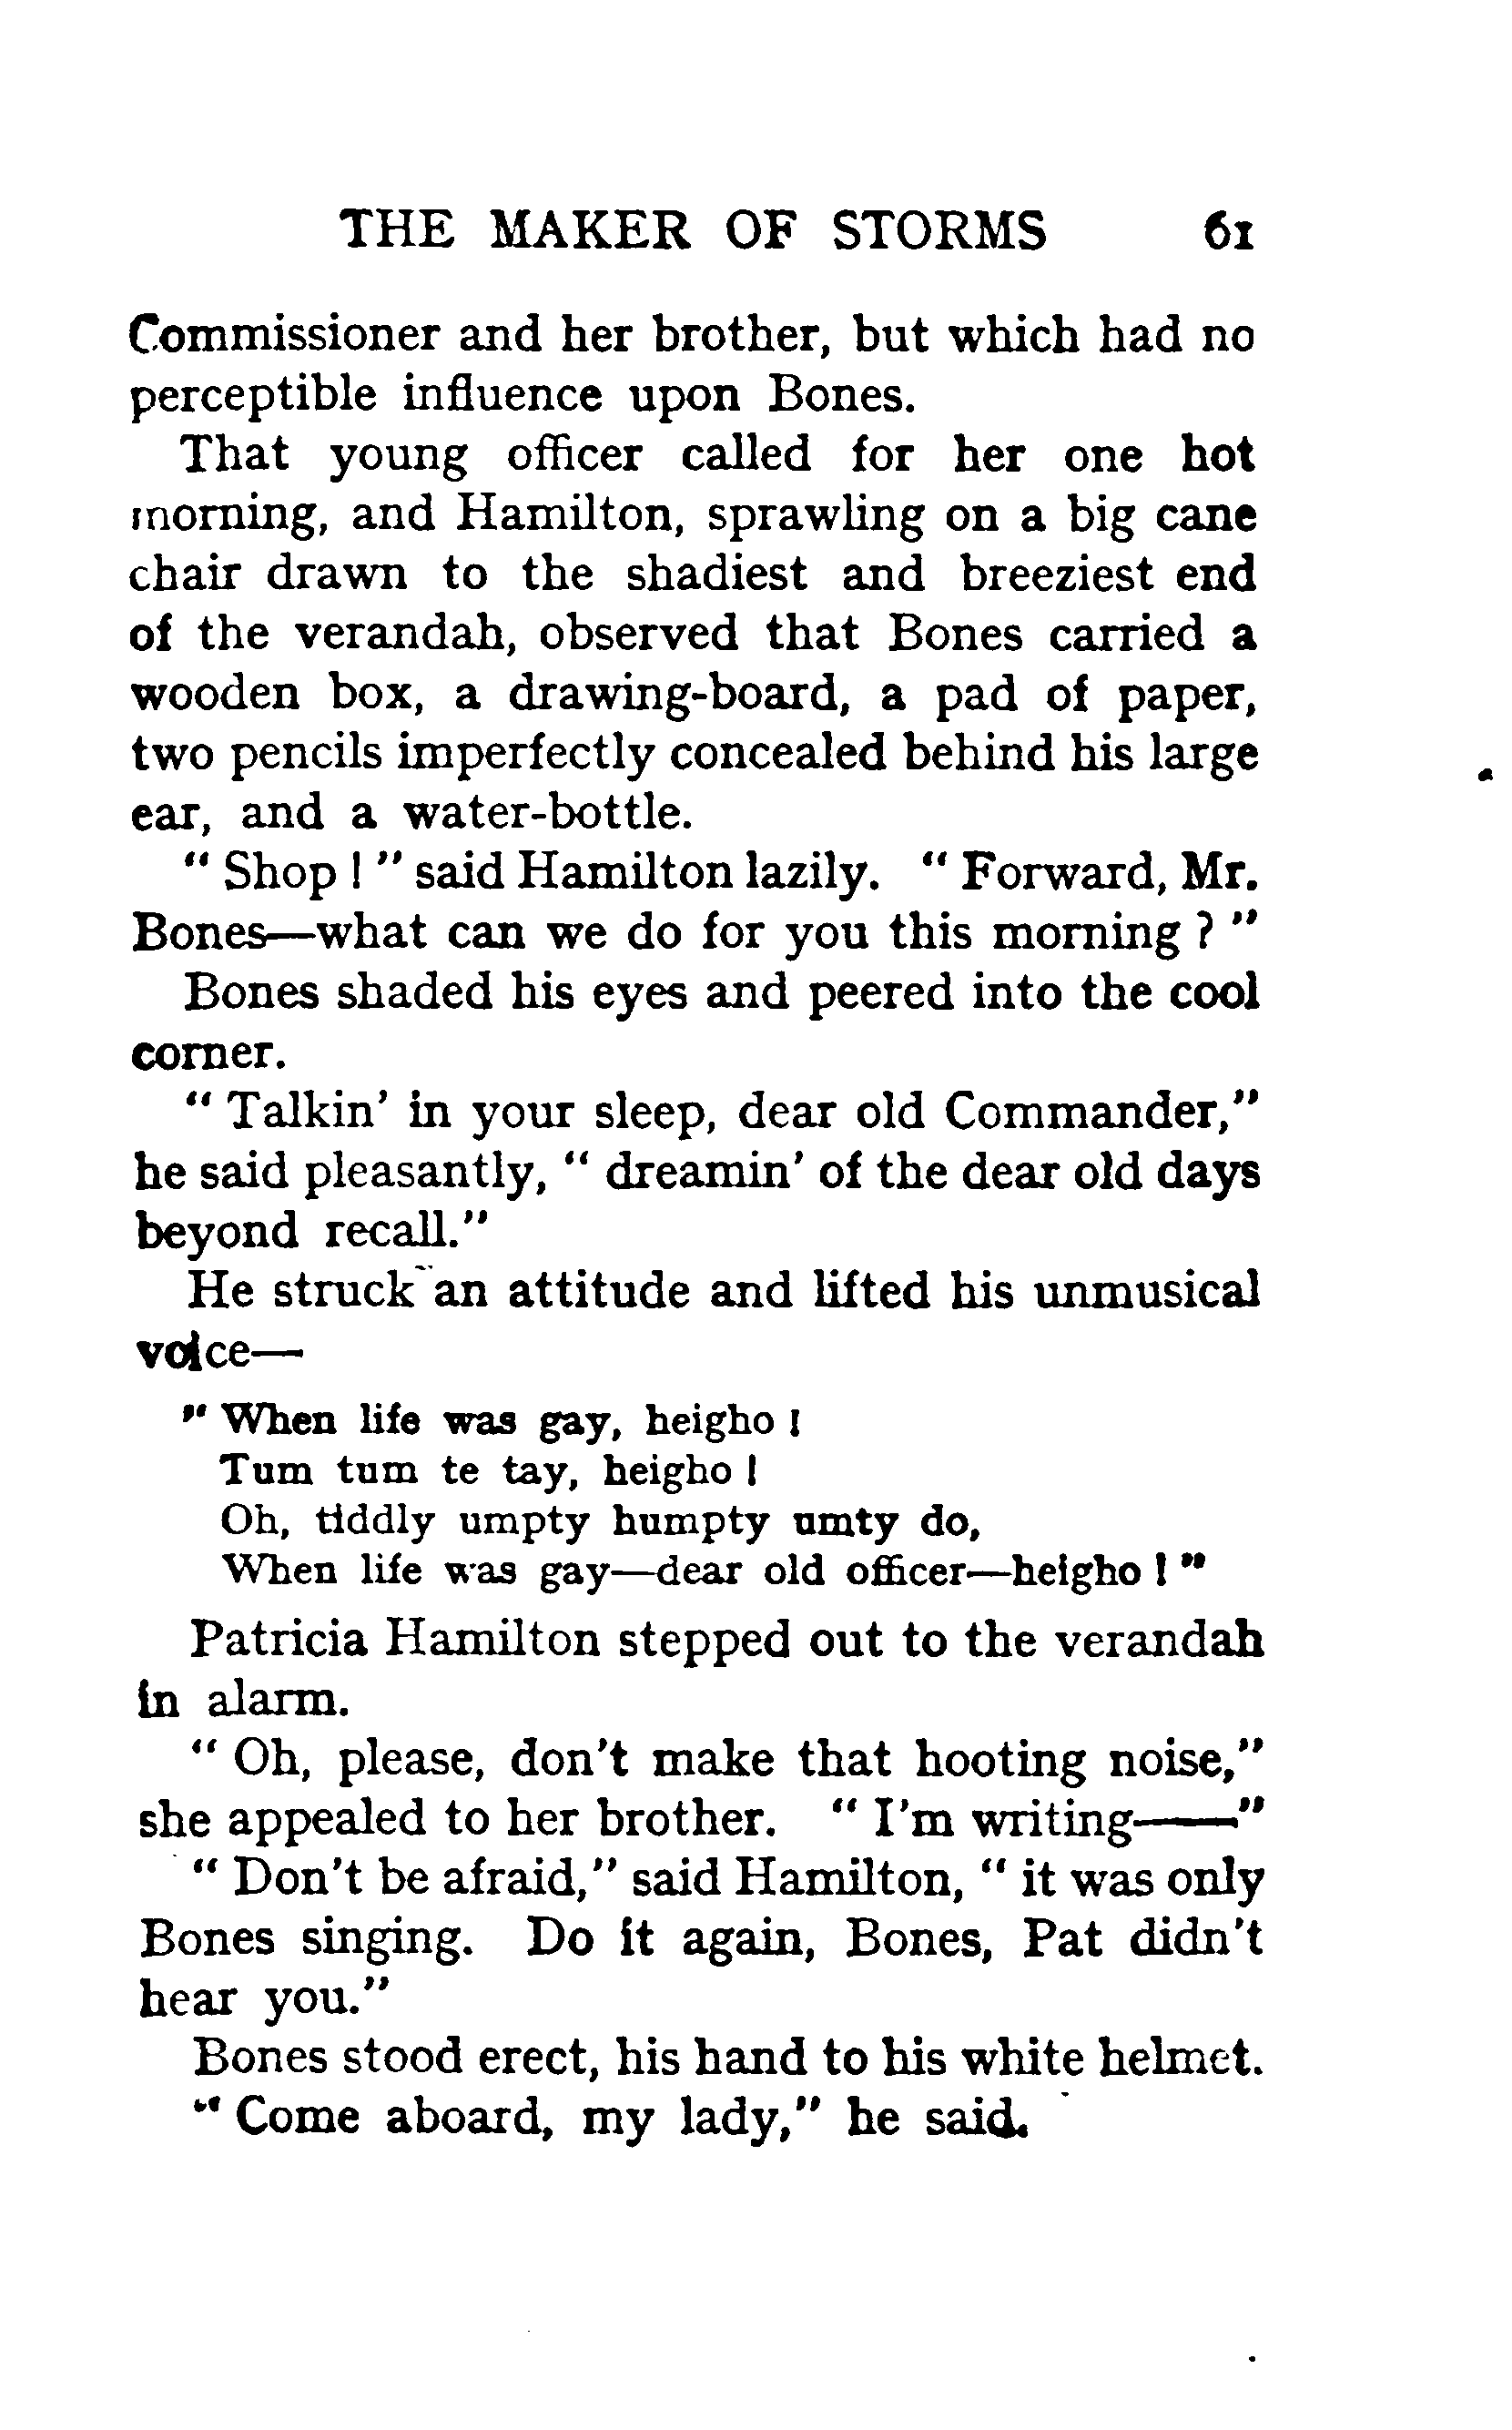 THE MAKER OF STORMS 61
Commissioner and her brother, but which had no
perceptible influence upon Bones.
That young officer called for her one hot
morning, and Hamilton, sprawling on a big cane
chair drawn to the shadiest and breeziest end
of the verandah, observed that Bones carried a
wooden box, a drawing-board, a pad of paper,
two pencils imperfectly concealed behind his large
ear, and a water-bottle.
" Shop ! " said Hamilton lazily. " Forward, Mr.
Bones—what can we do for you this morning ? "
Bones shaded his eyes and peered into the cool
corner.
" Talkin' in your sleep, dear old Commander,"
he said pleasantly, " dreamin' of the dear old days
beyond recall."
He struck an attitude and lifted his unmusical
voice—
" When life was gay, heigho !
Tum tum te tay, heigho !
Oh, tiddly umpty humpty umty do,
When life was gay—dear old officer—heigho ! "
Patricia Hamilton stepped out to the verandah
in alarm.
" Oh, please, don't make that hooting noise,"
she appealed to her brother. " I'm writing——"
" Don't be afraid," said Hamilton, " it was only
Bones singing. Do it again, Bones, Pat didn't
hear you."
Bones stood erect, his hand to his white helmet.
" Come aboard, my lady," he said.